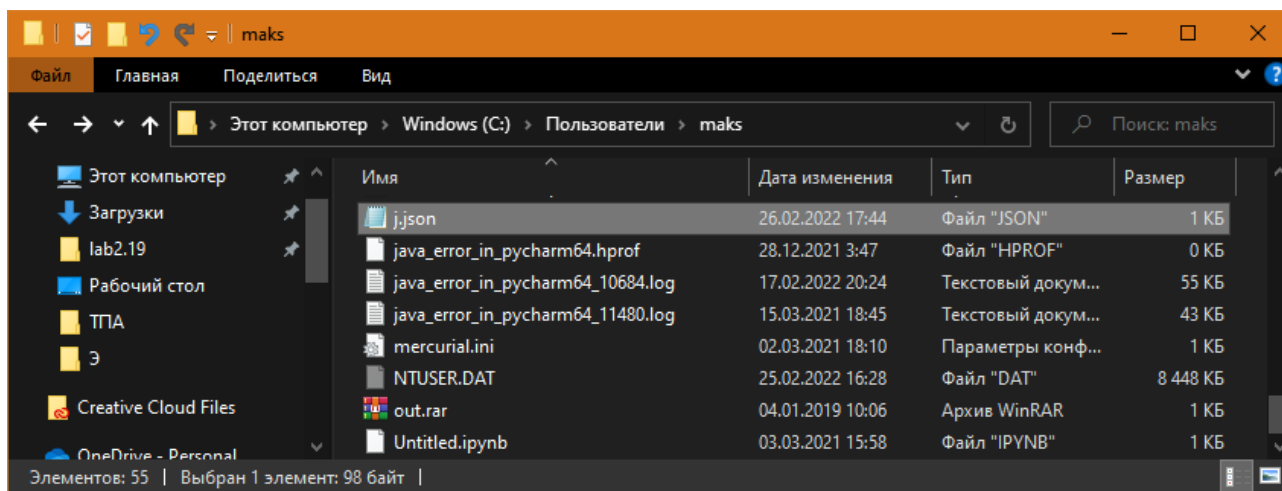 maks
Файл Главная Поделиться Вид
Этот компьютер Windows (C:) Пользователи maks Поиск: maks
Этот компьютер
Загрузки
lab2.19
Рабочий стол
ТПА
Э
Creative Cloud Files
OneDrive - Personal
Имя Дата изменения Тип Размер
j.json 26.02.2022 17:44 Файл "JSON" 1 КБ
java_error_in_pycharm64.hprof 28.12.2021 3:47 Файл "HPROF" 0 КБ
java_error_in_pycharm64_10684.log 17.02.2022 20:24 Текстовый докум... 55 КБ
java_error_in_pycharm64_11480.log 15.03.2021 18:45 Текстовый докум... 43 КБ
mercurial.ini 02.03.2021 18:10 Параметры конф... 1 КБ
NTUSER.DAT 25.02.2022 16:28 Файл "DAT" 8 448 КБ
out.rar 04.01.2019 10:06 Архив WinRAR 1 КБ
Untitled.ipynb 03.03.2021 15:58 Файл "IPYNB" 1 КБ
Элементов: 55 | Выбран 1 элемент: 98 байт |